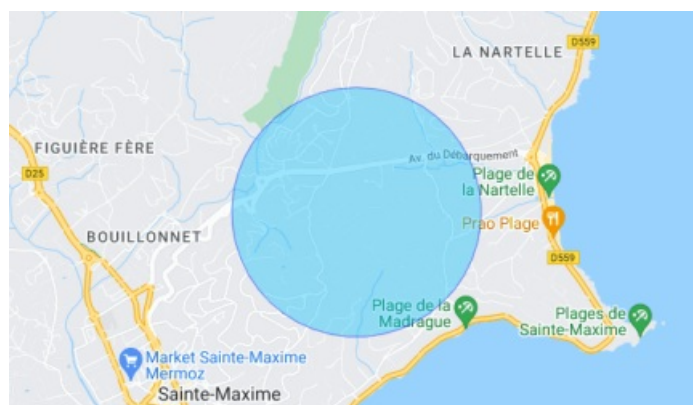 LA NARTELLE
D559
FIGUIÈRE FÈRE
Av. du Débarquement
D25
Plage de
la Nartelle
Prao Plage
BOUILLONNET
D559
Plage de la
Madrague
Plages de
Sainte-Maxime
Market Sainte-Maxime
Mermoz
Sainte-Maxime